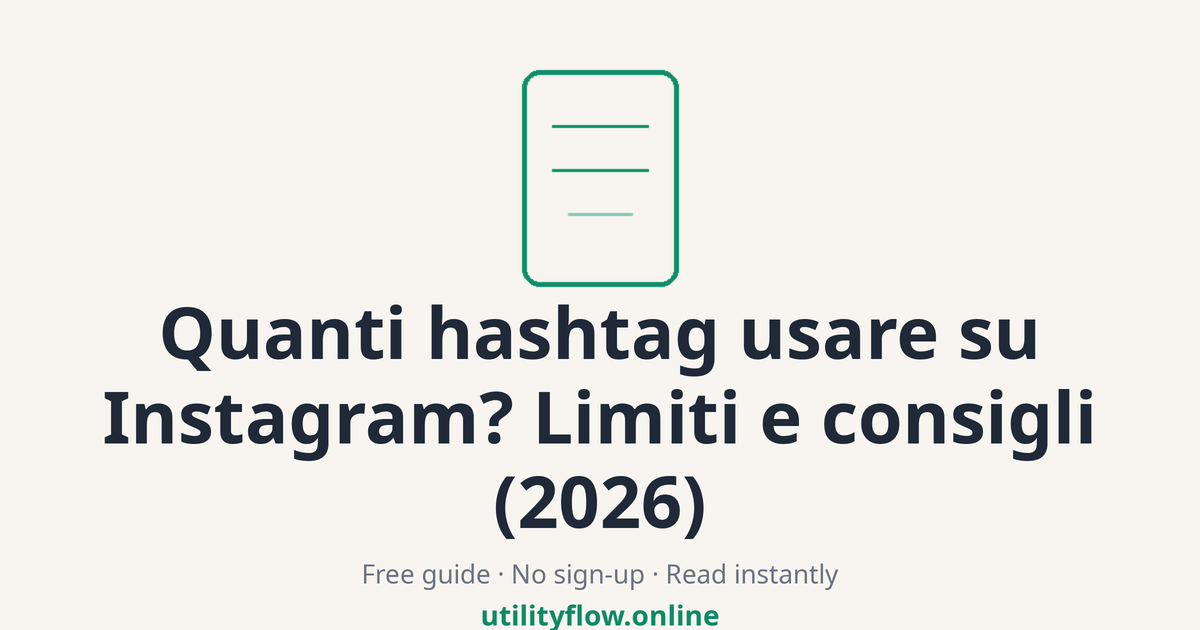 Quanti hashtag usare su
Instagram? Limiti e consigli
(2026)
Free guide · No sign-up · Read instantly
utilityflow.online